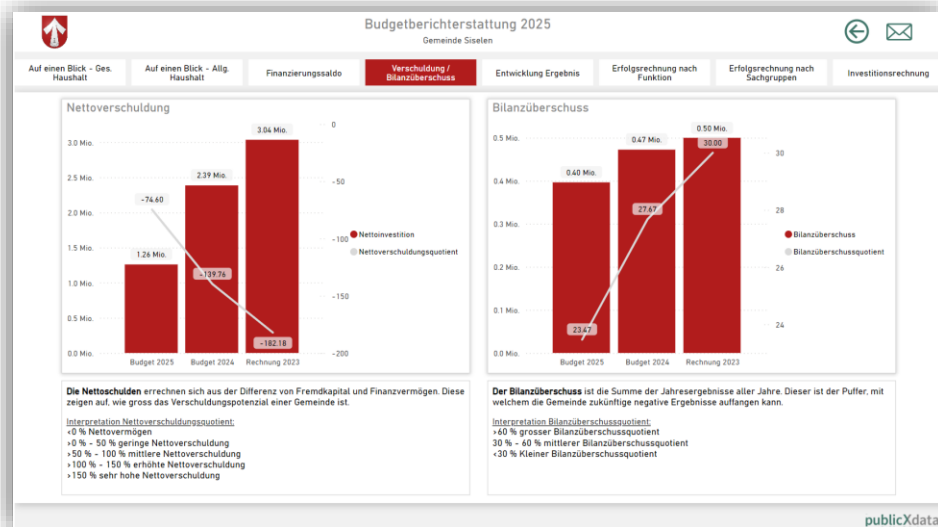 Budgetberichterstattung 2025
Gemeinde Siselen
Auf einen Blick - Ges. Haushalt
Auf einen Blick - Allg. Haushalt
Finanzierungssaldo
Verschuldung / Bilanzüberschuss
Entwicklung Ergebnis
Erfolgsrechnung nach Funktion
Erfolgsrechnung nach Sachgruppen
Investitionsrechnung
Nettoverschuldung
3.0 Mio.
2.5 Mio.
2.0 Mio.
1.5 Mio.
1.0 Mio.
0.5 Mio.
0.0 Mio.
1.26 Mio.
2.39 Mio.
3.04 Mio.
-74.60
-139.76
-182.18
0
-50
-100
-150
-200
Budget 2025
Budget 2024
Rechnung 2023
Nettoinvestition
Nettoverschuldungsquotient
Bilanzüberschuss
0.5 Mio.
0.4 Mio.
0.3 Mio.
0.2 Mio.
0.1 Mio.
0.0 Mio.
0.40 Mio.
0.47 Mio.
0.50 Mio.
23.47
27.67
30.00
30
28
26
24
Budget 2025
Budget 2024
Rechnung 2023
Bilanzüberschuss
Bilanzüberschussquotient
Die Nettoschulden errechnen sich aus der Differenz von Fremdkapital und Finanzvermögen. Diese
zeigen auf, wie gross das Verschuldungspotenzial einer Gemeinde ist.
Interpretation Nettoverschuldungsquotient:
<0 % Nettovermögen
>0 % - 50 % geringe Nettoverschuldung
>50 % - 100 % mittlere Nettoverschuldung
>100 % - 150 % erhöhte Nettoverschuldung
>150 % sehr hohe Nettoverschuldung
Der Bilanzüberschuss ist die Summe der Jahresergebnisse aller Jahre. Dieser ist der Puffer, mit
welchem die Gemeinde zukünftige negative Ergebnisse auffangen kann.
Interpretation Bilanzüberschussquotient:
>60 % grosser Bilanzüberschussquotient
30 % - 60 % mittlerer Bilanzüberschussquotient
<30 % Kleiner Bilanzüberschussquotient
publicXdata